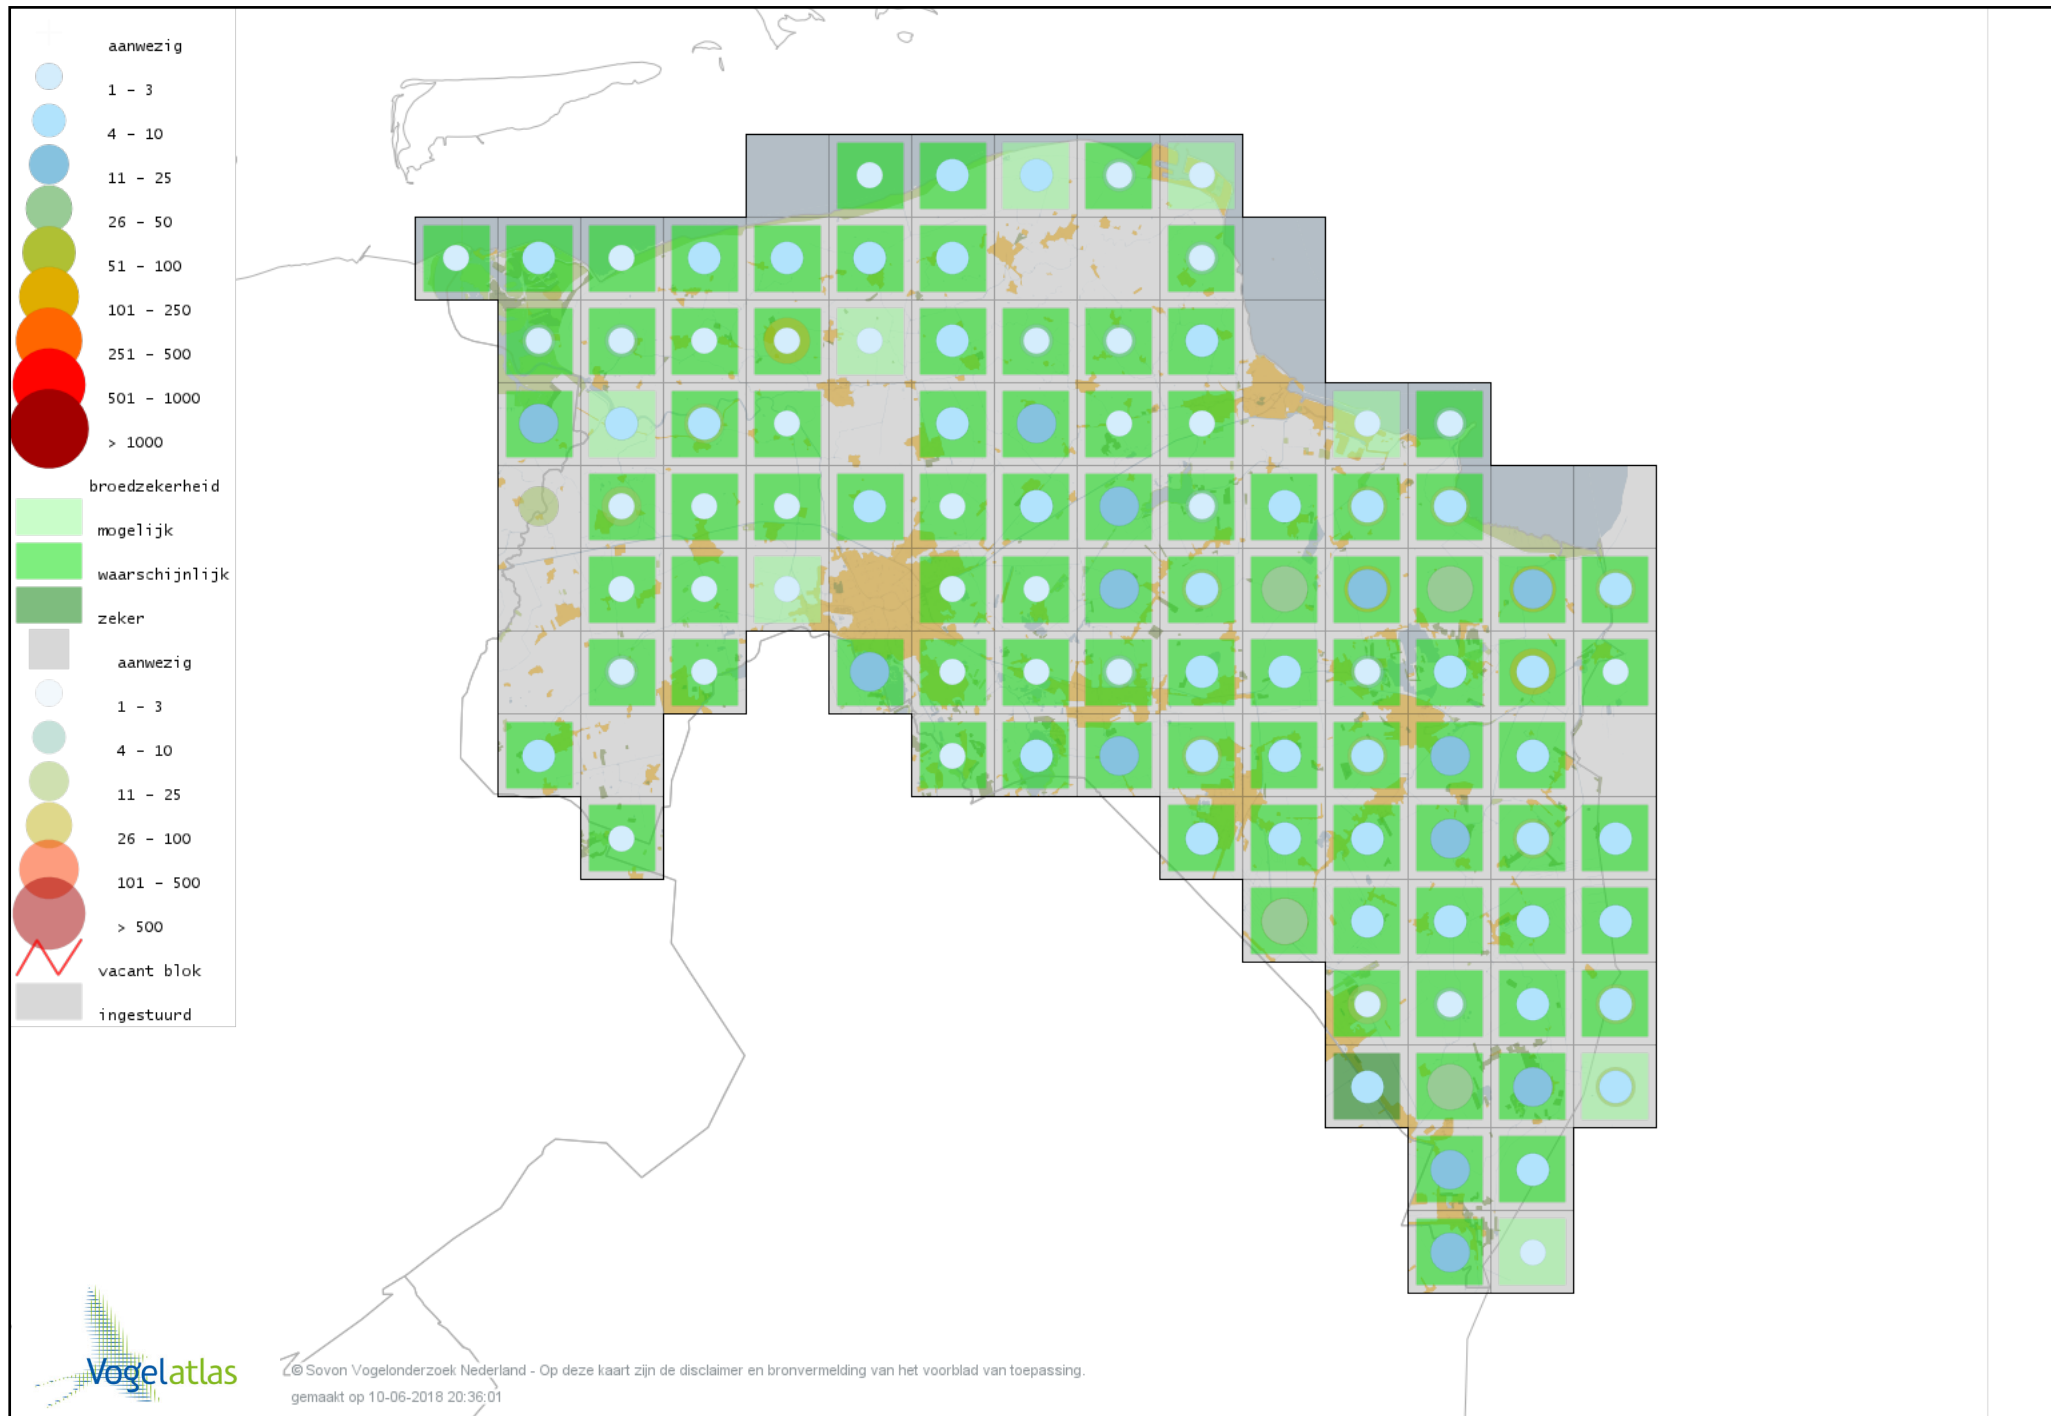 aanwezig
1 - 3
4 - 10
11 - 25
26 - 50
51 - 100
101 - 250
251 - 500
501 - 1000
> 1000
broedzekerheid
mogelijk
waarschijnlijk
zeker
aanwezig
1 - 3
4 - 10
11 - 25
26 - 100
101 - 500
> 500
vacant blok
ingestuurd
Vogelatlas
© Sovon Vogelonderzoek Nederland - Op deze kaart zijn de disclaimer en bronvermelding van het voorblad van toepassing.
gemaakt op 10-06-2018 20:36:01